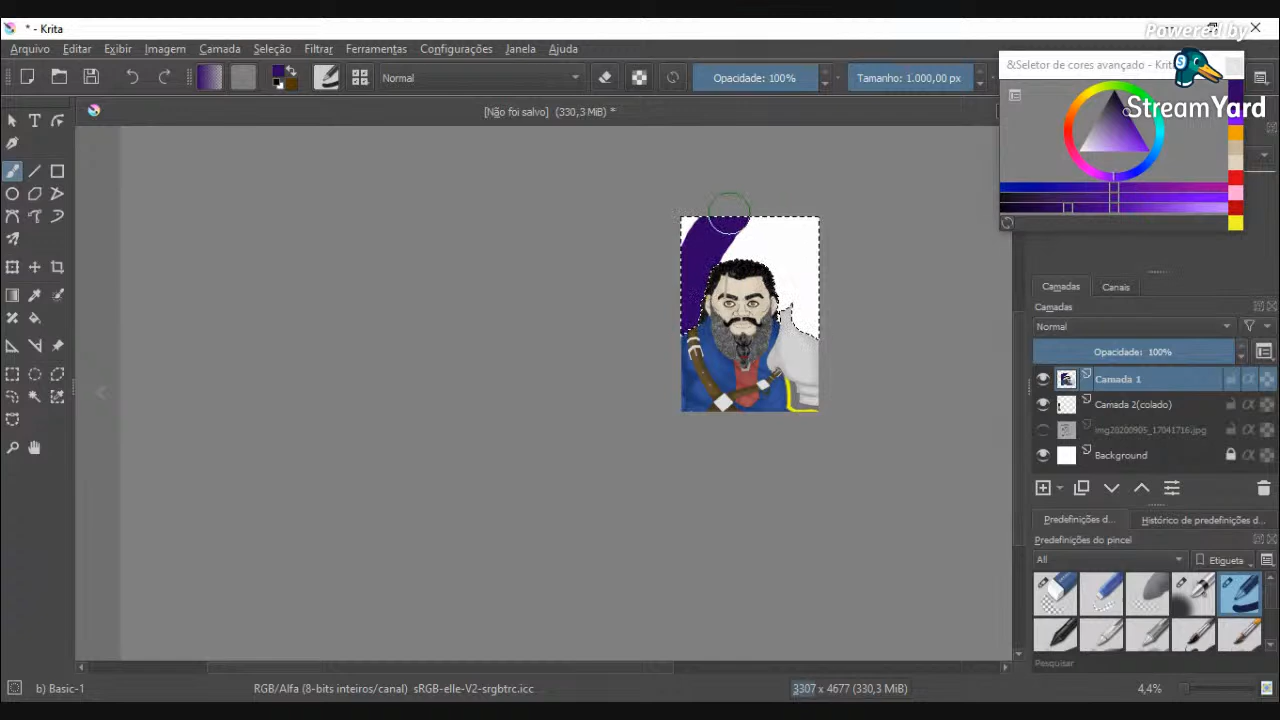 * - Krita
Powered by
Arquivo Editar Exibir Imagem Camada Seleção Filtrar Ferramentas Configurações Janela Ajuda
Normal
Opacidade: 100%
Tamanho: 1.000,00 px
&Seletor de cores avançado - Krit
StreamYard
[Não foi salvo] (330,3 MiB) *
Camadas Canais
Camadas
Normal
Opacidade: 100%
Camada 1
Camada 2(colado)
img20200905_17041716.jpg
Background
Predefinições d... Histórico de predefinições d...
Predefinições do pincel
All
Etiqueta
Pesquisar
b) Basic-1
RGB/Alfa (8-bits inteiros/canal) sRGB-elle-V2-srgbtrc.icc
3307 x 4677 (330,3 MiB)
4,4%